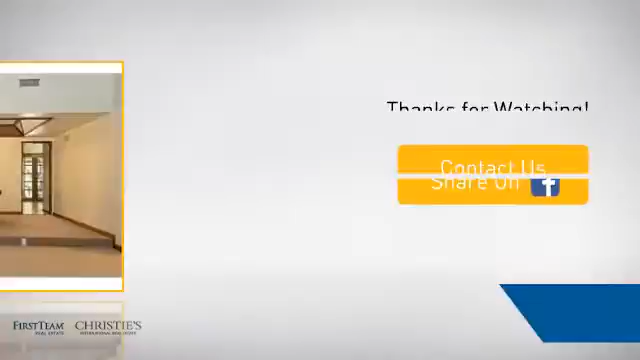 Thanks for Watching!
Contact Us
Share On f
FIRSTTEAM CHRISTIE'S
REAL ESTATE INTERNATIONAL REAL ESTATE